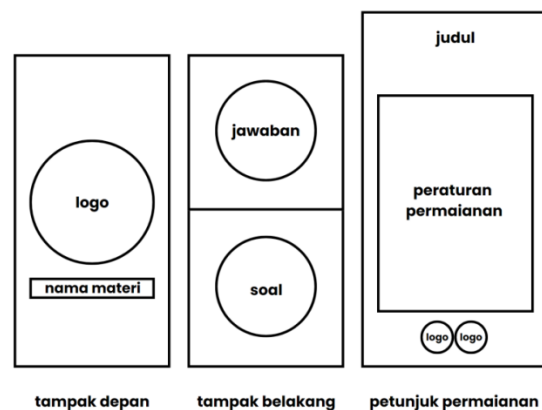 logo
nama materi
tampak depan
jawaban
soal
tampak belakang
judul
peraturan
permaianan
logo logo
petunjuk permaianan